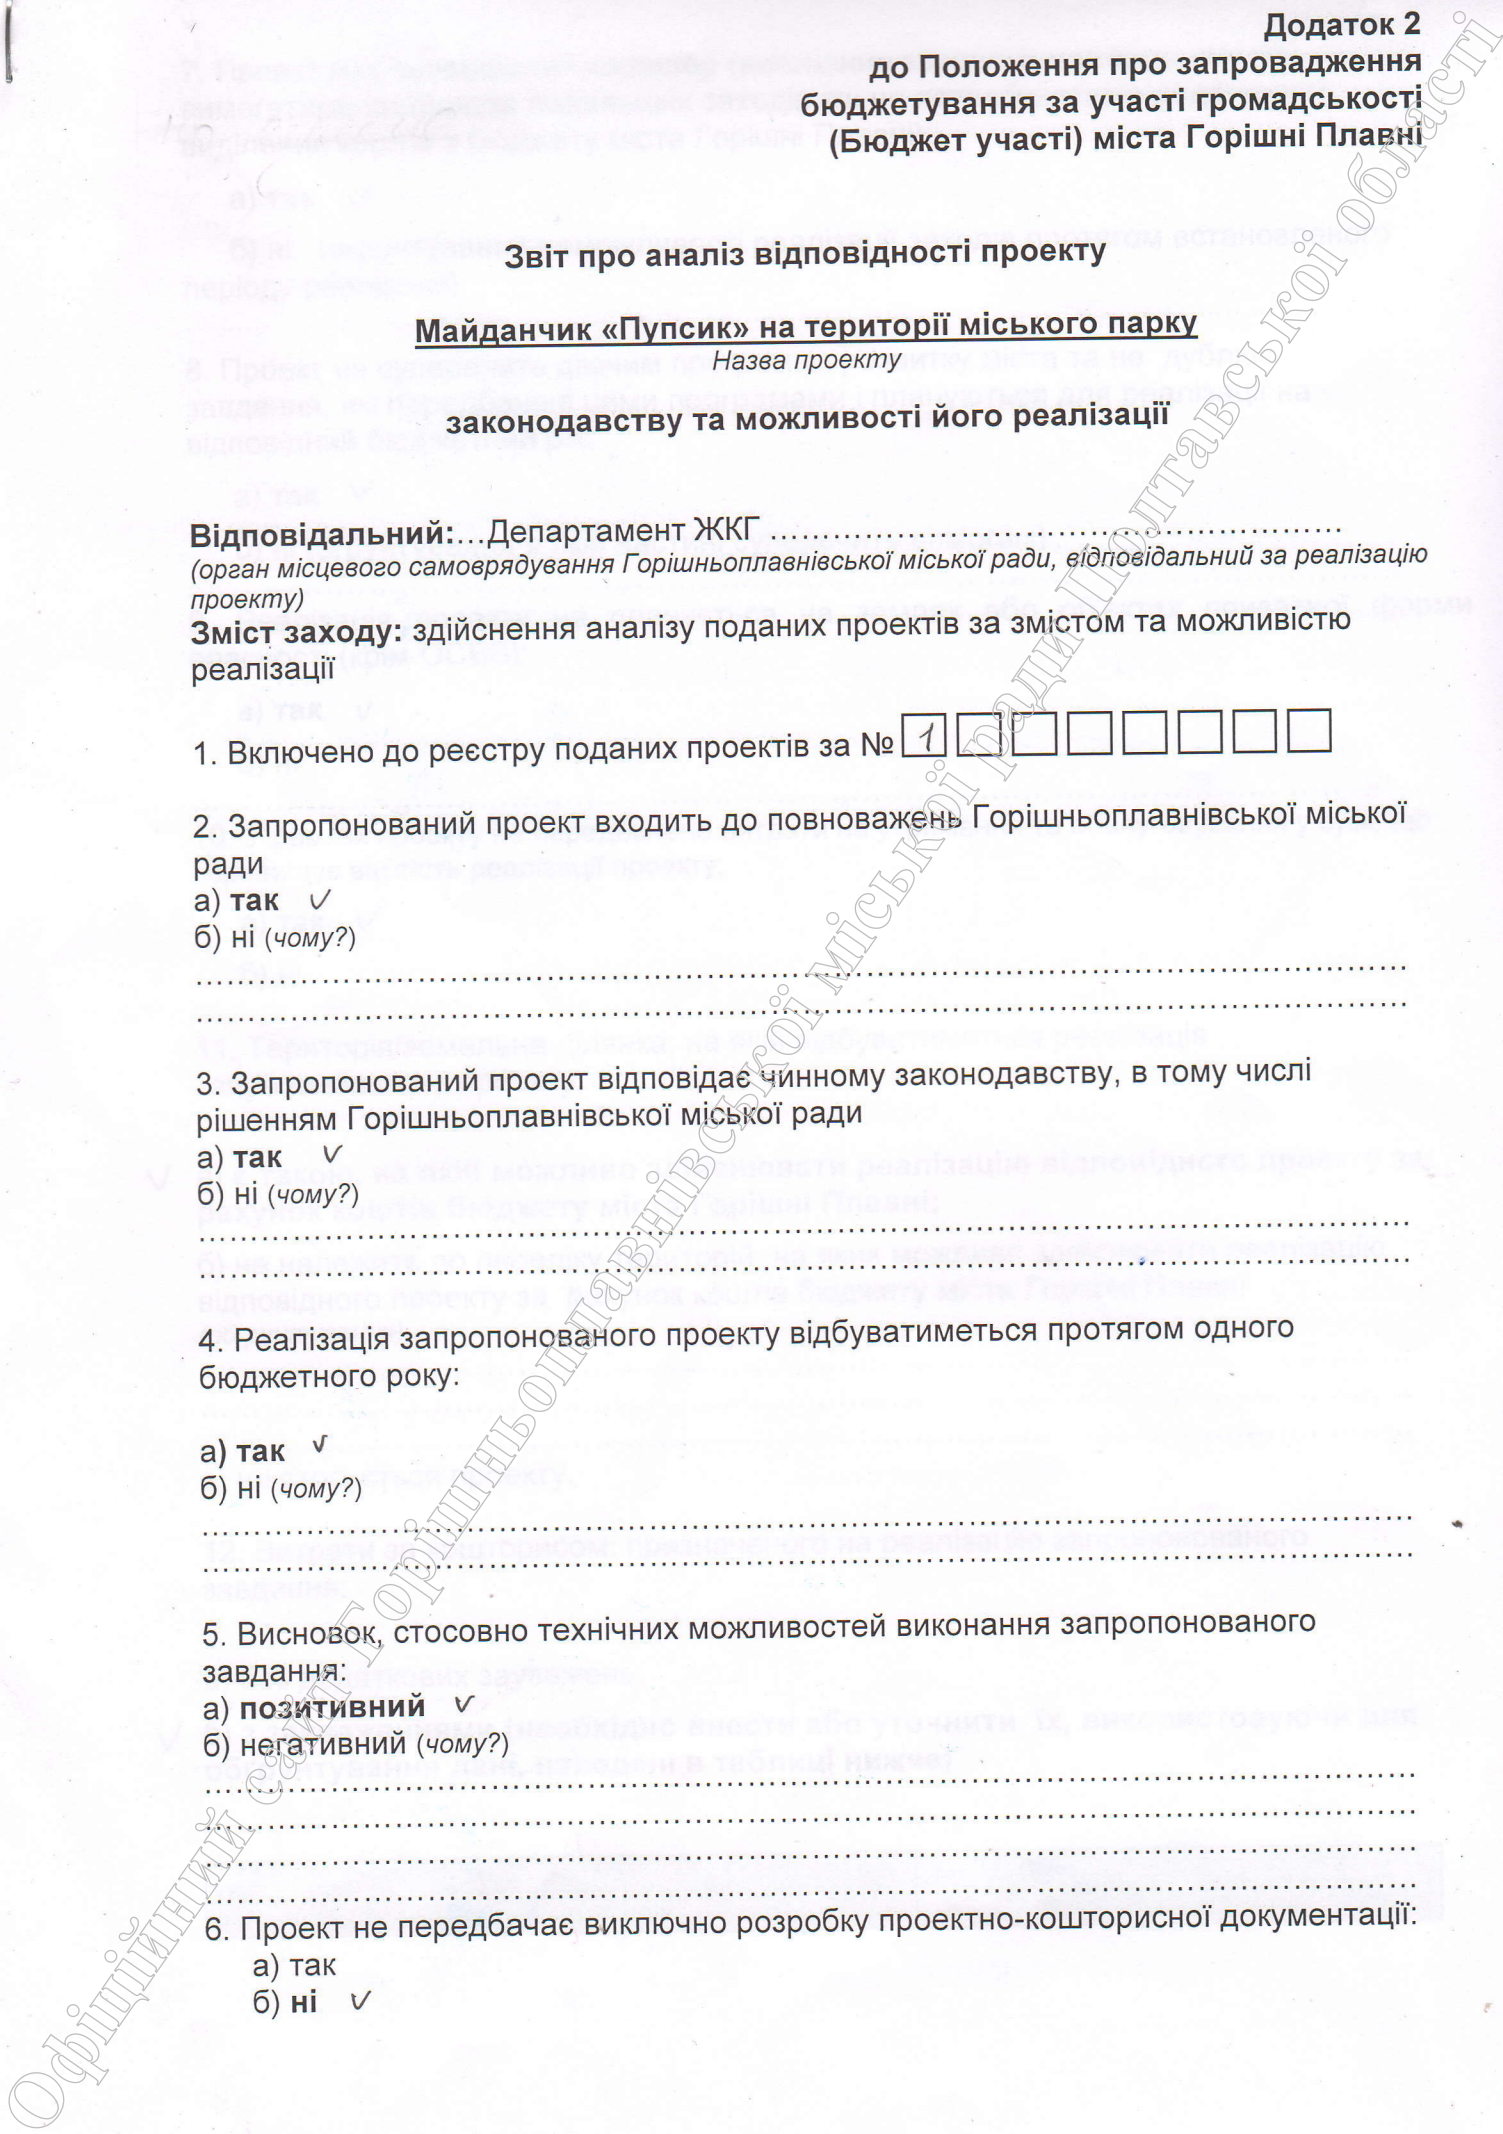 Додаток 2
до Положення про запровадження
бюджетування за участі громадськості
(Бюджет участі) міста Горішні Плавні
Звіт про аналіз відповідності проекту
Майданчик «Пупсик» на території міського парку
Назва проекту
законодавству та можливості його реалізації
Відповідальний:…Департамент ЖКГ ………………………………………………
(орган місцевого самоврядування Горішньоплавнівської міської ради, відповідальний за реалізацію
проекту)
Зміст заходу: здійснення аналізу поданих проектів за змістом та можливістю
реалізації
1. Включено до реєстру поданих проектів за № 1
2. Запропонований проект входить до повноважень Горішньоплавнівської міської
ради
а) так ✓
б) ні (чому?)
3. Запропонований проект відповідає чинному законодавству, в тому числі
рішенням Горішньоплавнівської міської ради
а) так ✓
б) ні (чому?)
4. Реалізація запропонованого проекту відбуватиметься протягом одного
бюджетного року:
а) так ✓
б) ні (чому?)
5. Висновок, стосовно технічних можливостей виконання запропонованого
завдання:
а) позитивний ✓
б) негативний (чому?)
6. Проект не передбачає виключно розробку проектно-кошторисної документації:
а) так
б) ні ✓
Офіційний сайт Горішньоплавнівської міської ради Полтавської області